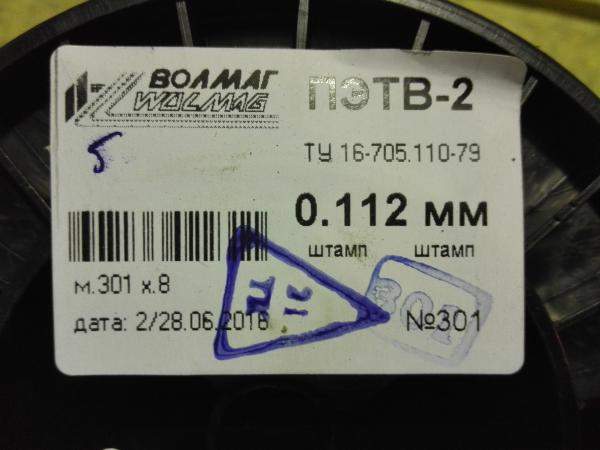 ВОЛМАГ
WOLMAG
ПЭТВ-2
5
ТУ 16-705.110-79
0.112 мм
штамп штамп
м.301 х.8
дата: 2/28.06.2018
21
№301